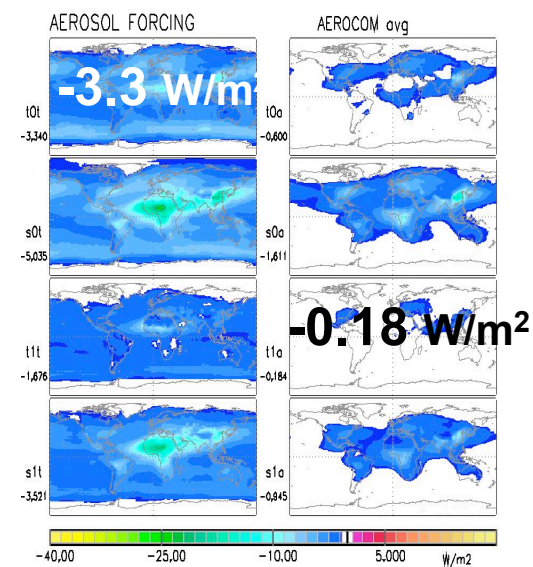 AEROSOL FORCING AEROCOM avg
-3.3 W/m²
t0t
-3,340
t0a
-0,600
s0t
-5,035
s0a
-1,611
t1t
-1,676
-0.18 W/m²
t1a
-0,184
s1t
-3,521
s1a
-0,945
-40,00 -25,00 -10,00 5.000 W/m2